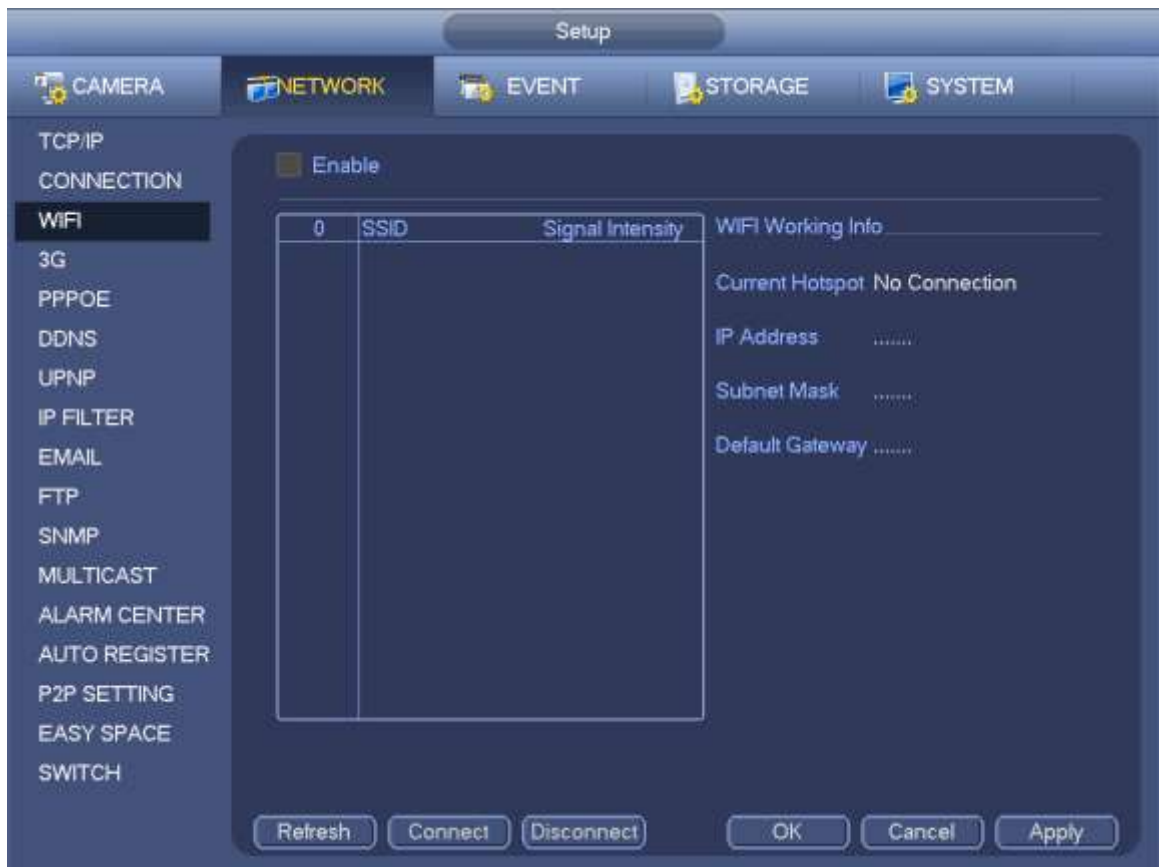 Setup
CAMERA NETWORK EVENT STORAGE SYSTEM
TCP/IP
CONNECTION
WIFI
3G
PPPOE
DDNS
UPNP
IP FILTER
EMAIL
FTP
SNMP
MULTICAST
ALARM CENTER
AUTO REGISTER
P2P SETTING
EASY SPACE
SWITCH
Enable
0 SSID Signal Intensity
WIFI Working Info
Current Hotspot No Connection
IP Address .......
Subnet Mask .......
Default Gateway .......
Refresh Connect Disconnect OK Cancel Apply